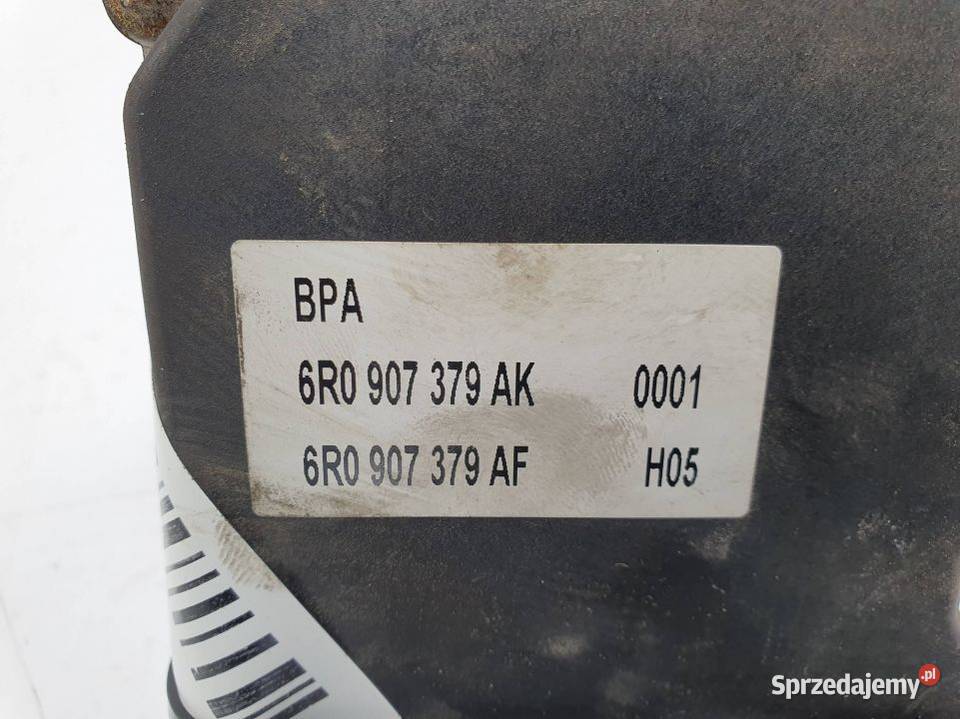 BPA
6R0 907 379 AK 0001
6R0 907 379 AF H05
Sprzedajemy.pl